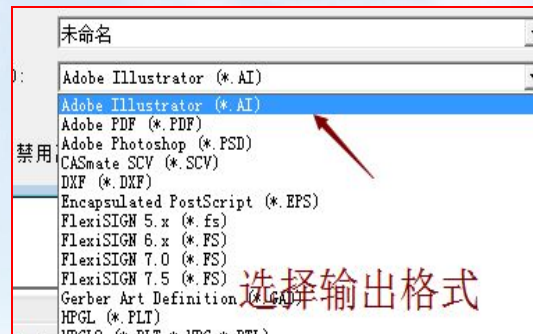 未命名
Adobe Illustrator (*.AI)
Adobe Illustrator (*.AI)
Adobe PDF (*.PDF)
Adobe Photoshop (*.PSD)
禁用
CASmate SCV (*.SCV)
DXF (*.DXF)
Encapsulated PostScript (*.EPS)
FlexiSIGN 5.x (*.fs)
FlexiSIGN 6.x (*.FS)
FlexiSIGN 7.0 (*.FS)
FlexiSIGN 7.5 (*.FS)
选择输出格式
Gerber Art Definition (*.GAD)
HPGL (*.PLT)